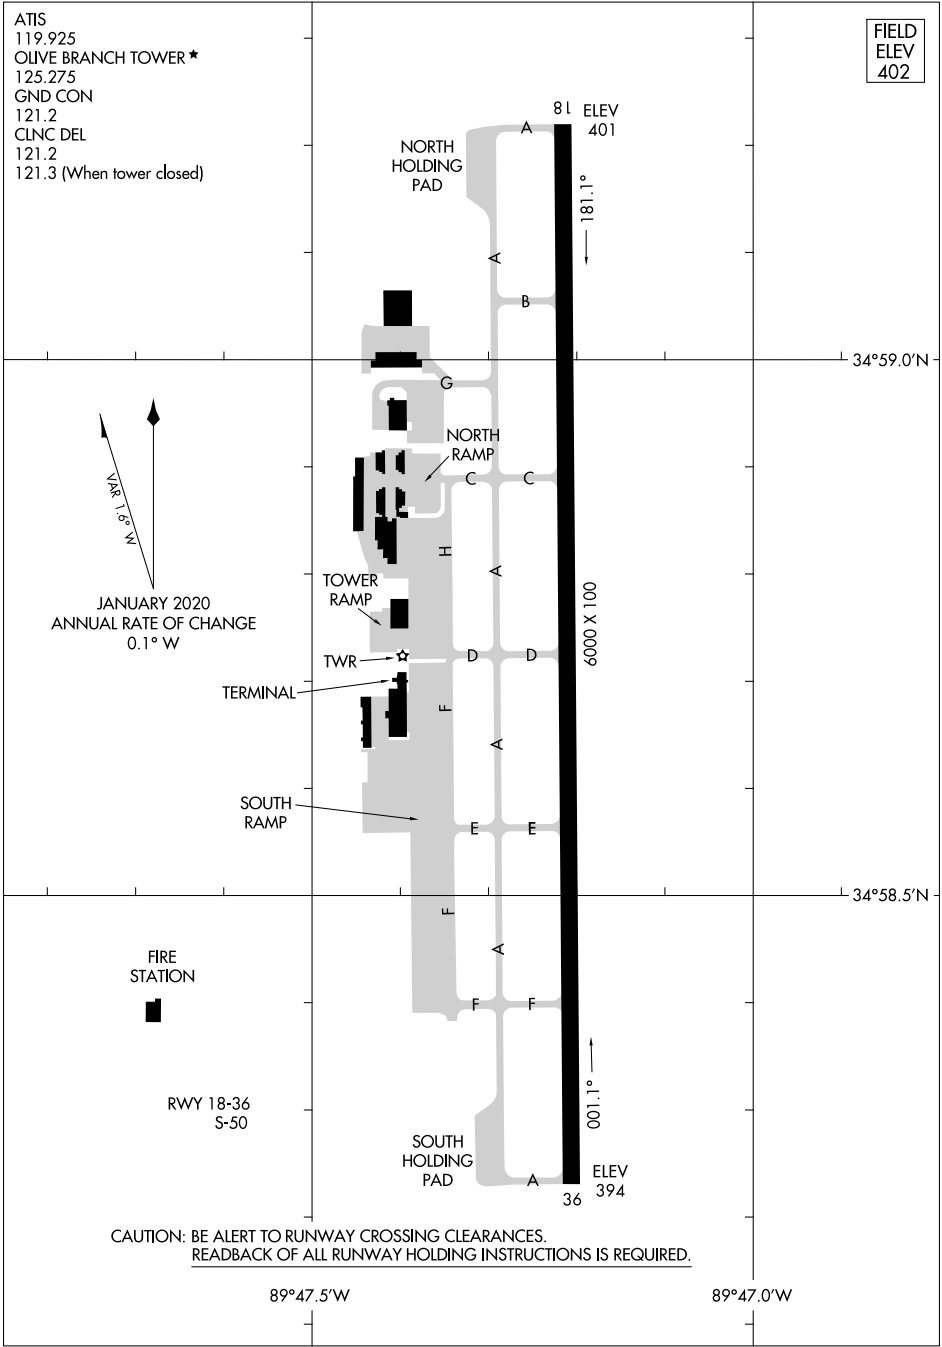 ATIS
119.925
OLIVE BRANCH TOWER ★
125.275
GND CON
121.2
CLNC DEL
121.2
121.3 (When tower closed)
FIELD
ELEV
402
18
ELEV
401
A
NORTH
HOLDING
PAD
181.1°
A
B
34°59.0'N
G
NORTH
RAMP
C
C
VAR 1.6° W
H
A
TOWER
RAMP
6000 X 100
JANUARY 2020
ANNUAL RATE OF CHANGE
0.1° W
TWR
D
D
TERMINAL
F
A
SOUTH
RAMP
E
E
34°58.5'N
F
A
FIRE
STATION
F
F
001.1°
RWY 18-36
S-50
SOUTH
HOLDING
PAD
A
ELEV
394
36
CAUTION: BE ALERT TO RUNWAY CROSSING CLEARANCES.
READBACK OF ALL RUNWAY HOLDING INSTRUCTIONS IS REQUIRED.
89°47.5'W
89°47.0'W